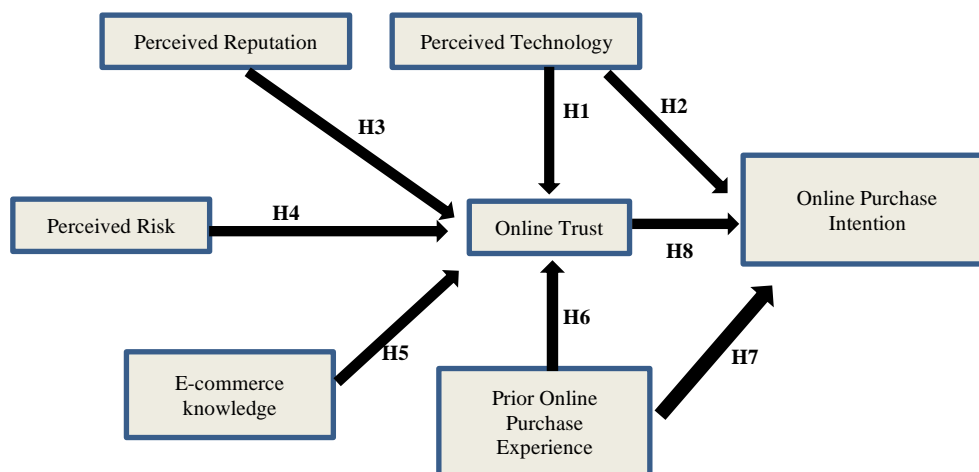 Perceived Reputation
Perceived Technology
H1
H2
H3
Perceived Risk
H4
Online Trust
Online Purchase
Intention
H8
H6
H5
H7
E-commerce
knowledge
Prior Online
Purchase
Experience